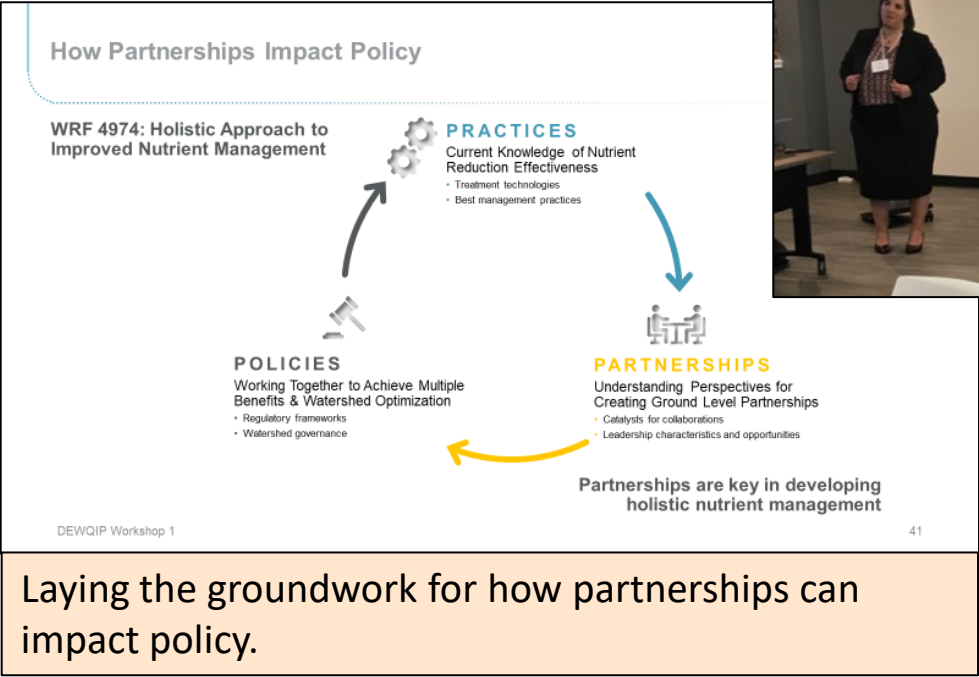 How Partnerships Impact Policy
WRF 4974: Holistic Approach to
Improved Nutrient Management
PRACTICES
Current Knowledge of Nutrient
Reduction Effectiveness
• Treatment technologies
• Best management practices
POLICIES
Working Together to Achieve Multiple
Benefits & Watershed Optimization
• Regulatory frameworks
• Watershed governance
PARTNERSHIPS
Understanding Perspectives for
Creating Ground Level Partnerships
• Catalysts for collaborations
• Leadership characteristics and opportunities
Partnerships are key in developing
holistic nutrient management
DEWQIP Workshop 1
41
Laying the groundwork for how partnerships can
impact policy.